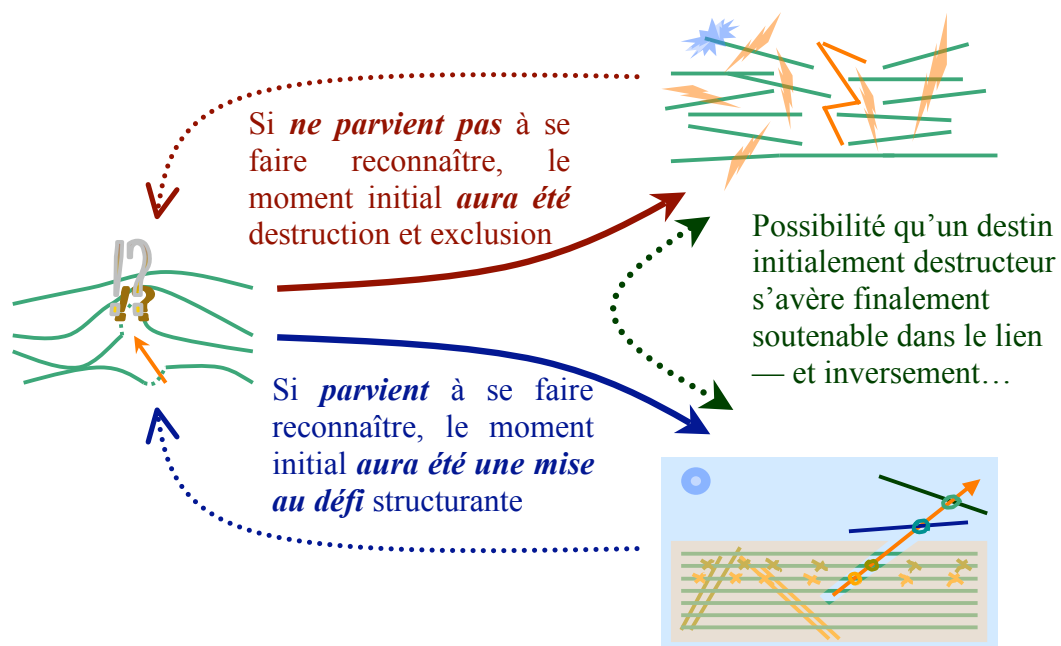 Si ne parvient pas à se
faire reconnaître, le
moment initial aura été
destruction et exclusion
!?
!?
Possibilité qu’un destin
initialement destructeur
s’avère finalement
soutenable dans le lien
— et inversement…
Si parvient à se faire
reconnaître, le moment
initial aura été une mise
au défi structurante